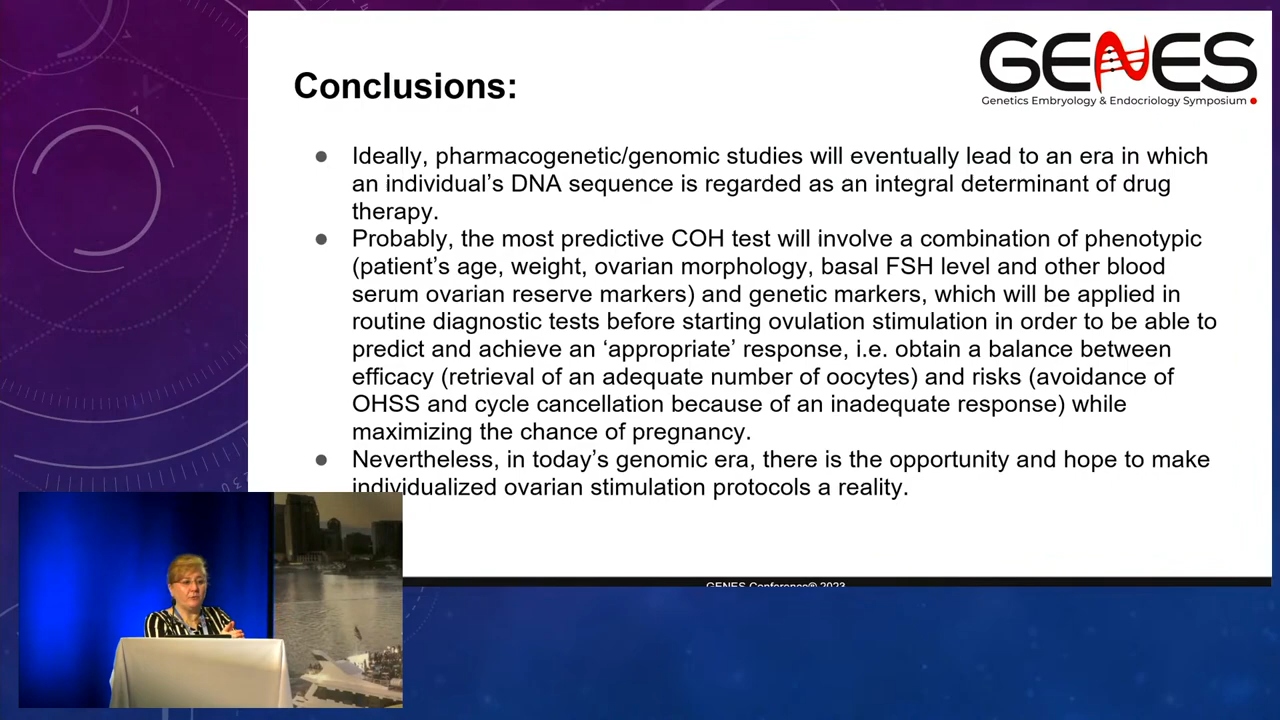 GENES
Genetics Embryology & Endocriology Symposium
Conclusions:
● Ideally, pharmacogenetic/genomic studies will eventually lead to an era in which
an individual’s DNA sequence is regarded as an integral determinant of drug
therapy.
● Probably, the most predictive COH test will involve a combination of phenotypic
(patient’s age, weight, ovarian morphology, basal FSH level and other blood
serum ovarian reserve markers) and genetic markers, which will be applied in
routine diagnostic tests before starting ovulation stimulation in order to be able to
predict and achieve an ‘appropriate’ response, i.e. obtain a balance between
efficacy (retrieval of an adequate number of oocytes) and risks (avoidance of
OHSS and cycle cancellation because of an inadequate response) while
maximizing the chance of pregnancy.
● Nevertheless, in today’s genomic era, there is the opportunity and hope to make
individualized ovarian stimulation protocols a reality.
GENES Conference® 2023